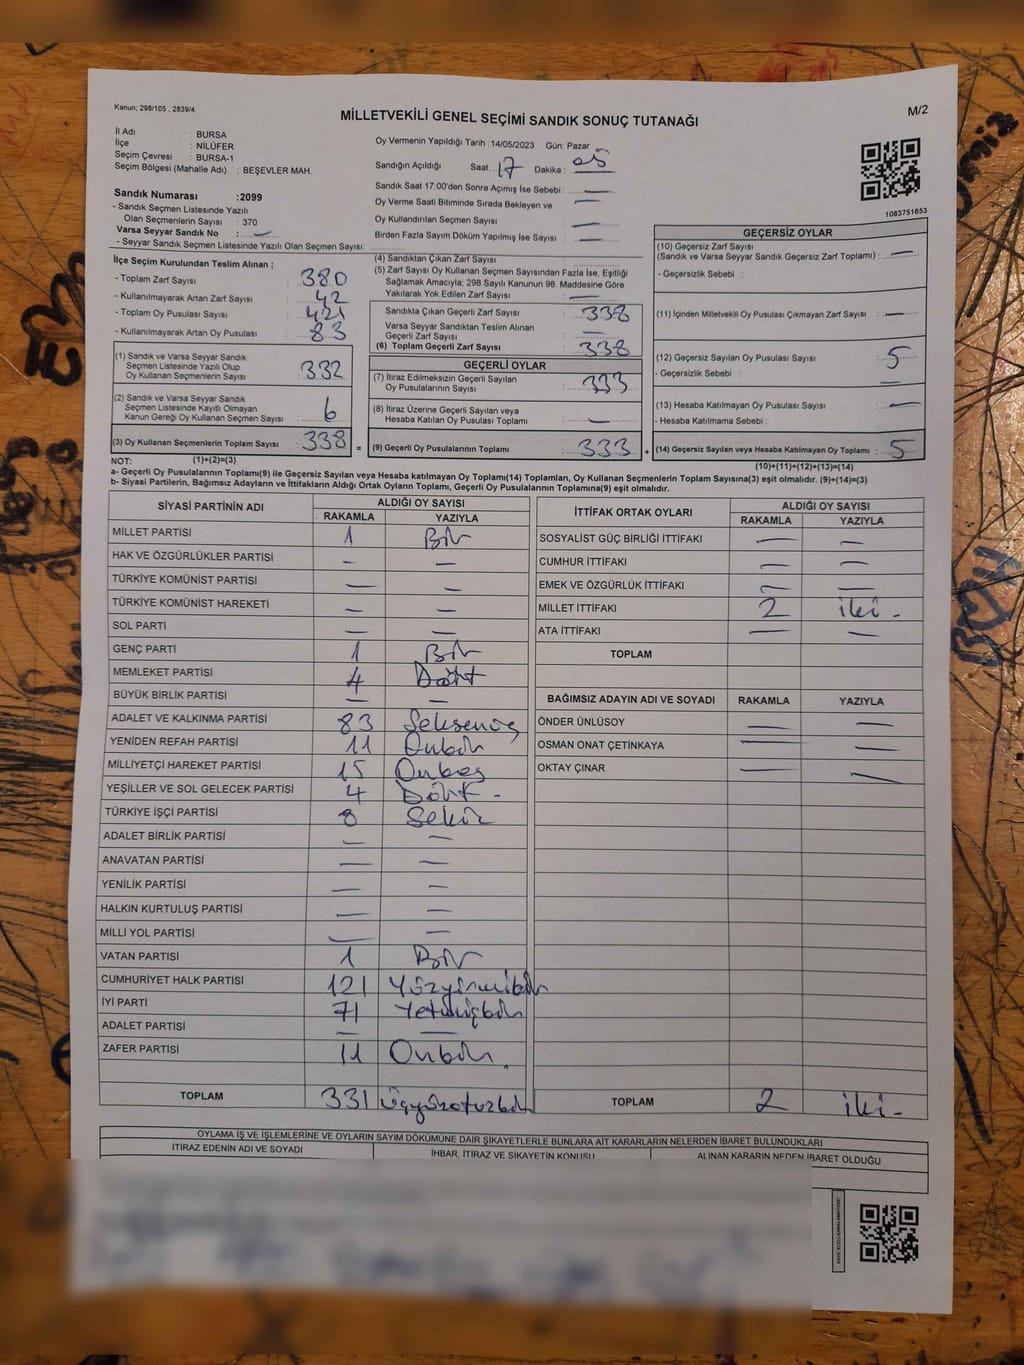 Kanun; 298/105 , 2839/4
MİLLETVEKİLİ GENEL SEÇİMİ SANDIK SONUÇ TUTANAĞI
M/2
İl Adı : BURSA
İlçe : NİLÜFER
Seçim Çevresi : BURSA-1
Seçim Bölgesi (Mahalle Adı) : BEŞEVLER MAH.
Sandık Numarası :2099
- Sandık Seçmen Listesinde Yazılı
Olan Seçmenlerin Sayısı : 370
Varsa Seyyar Sandık No : —
- Seyyar Sandık Seçmen Listesinde Yazılı Olan Seçmen Sayısı:
Oy Vermenin Yapıldığı Tarih :14/05/2023 Gün: Pazar
Sandığın Açıldığı Saat: 17 Dakika : 05
Sandık Saat 17:00'den Sonra Açımış İse Sebebi : —
Oy Verme Saati Bitiminde Sırada Bekleyen ve —
Oy Kullandırılan Seçmen Sayısı : —
Birden Fazla Sayım Döküm Yapılmış İse Sayısı : —
1083751653
İlçe Seçim Kurulundan Teslim Alınan ;
- Toplam Zarf Sayısı : 380
- Kullanılmayarak Artan Zarf Sayısı : 42
- Toplam Oy Pusulası Sayısı : 421
- Kullanılmayarak Artan Oy Pusulası : 83
(1) Sandık ve Varsa Seyyar Sandık
Seçmen Listesinde Yazılı Olup
Oy Kullanan Seçmenlerin Sayısı : 332
(2) Sandık ve Varsa Seyyar Sandık
Seçmen Listesinde Kayıtlı Olmayan
Kanun Gereği Oy Kullanan Seçmen Sayısı : 6
(3) Oy Kullanan Seçmenlerin Toplam Sayısı : 338
(4) Sandıktan Çıkan Zarf Sayısı :
(5) Zarf Sayısı Oy Kullanan Seçmen Sayısından Fazla İse, Eşitliği
Sağlamak Amacıyla; 298 Sayılı Kanunun 98. Maddesine Göre
Yakılarak Yok Edilen Zarf Sayısı : —
Sandıkta Çıkan Geçerli Zarf Sayısı : 338
Varsa Seyyar Sandıktan Teslim Alınan
Geçerli Zarf Sayısı : —
(6) Toplam Geçerli Zarf Sayısı : 338
GEÇERLİ OYLAR
(7) İtiraz Edilmeksizin Geçerli Sayılan
Oy Pusulalarının Sayısı : 333
(8) İtiraz Üzerine Geçerli Sayılan veya
Hesaba Katılan Oy Pusulası Toplamı : —
= (9) Geçerli Oy Pusulalarının Toplamı : 333
GEÇERSİZ OYLAR
(10) Geçersiz Zarf Sayısı
(Sandık ve Varsa Seyyar Sandık Geçersiz Zarf Toplamı) : —
- Geçersizlik Sebebi :
(11) İçinden Milletvekili Oy Pusulası Çıkmayan Zarf Sayısı : —
(12) Geçersiz Sayılan Oy Pusulası Sayısı : 5
- Geçersizlik Sebebi : —
(13) Hesaba Katılmayan Oy Pusulası Sayısı : —
- Hesaba Katılmama Sebebi :
+ (14) Geçersiz Sayılan veya Hesaba Katılmayan Oy Toplamı : 5
NOT: (1)+(2)=(3)
(10)+(11)+(12)+(13)=(14)
a- Geçerli Oy Pusulalarının Toplamı(9) ile Geçersiz Sayılan veya Hesaba katılmayan Oy Toplamı(14) Toplamları, Oy Kullanan Seçmenlerin Toplam Sayısına(3) eşit olmalıdır. (9)+(14)=(3)
b- Siyasi Partilerin, Bağımsız Adayların ve İttifakların Aldığı Ortak Oyların Toplamı, Geçerli Oy Pusulalarının Toplamına(9) eşit olmalıdır.
SİYASİ PARTİNİN ADI ALDIĞI OY SAYISI
RAKAMLA YAZIYLA
MİLLET PARTİSİ 1 Bir
HAK VE ÖZGÜRLÜKLER PARTİSİ — —
TÜRKİYE KOMÜNİST PARTİSİ — —
TÜRKİYE KOMÜNİST HAREKETİ — —
SOL PARTİ — —
GENÇ PARTİ 1 Bir
MEMLEKET PARTİSİ 4 Dört
BÜYÜK BİRLİK PARTİSİ — —
ADALET VE KALKINMA PARTİSİ 83 Seksenüç
YENİDEN REFAH PARTİSİ 11 Onbir
MİLLİYETÇİ HAREKET PARTİSİ 15 Onbeş
YEŞİLLER VE SOL GELECEK PARTİSİ 4 Dört -
TÜRKİYE İŞÇİ PARTİSİ 8 Sekiz
ADALET BİRLİK PARTİSİ — —
ANAVATAN PARTİSİ — —
YENİLİK PARTİSİ — —
HALKIN KURTULUŞ PARTİSİ — —
MİLLİ YOL PARTİSİ — —
VATAN PARTİSİ 1 Bir
CUMHURİYET HALK PARTİSİ 121 Yüzyirmibir
İYİ PARTİ 71 Yetmişbir
ADALET PARTİSİ — —
ZAFER PARTİSİ 11 Onbir
TOPLAM 331 üçyüzotuzbir
İTTİFAK ORTAK OYLARI ALDIĞI OY SAYISI
RAKAMLA YAZIYLA
SOSYALİST GÜÇ BİRLİĞİ İTTİFAKI — —
CUMHUR İTTİFAKI — —
EMEK VE ÖZGÜRLÜK İTTİFAKI — —
MİLLET İTTİFAKI 2 iki -
ATA İTTİFAKI — —
TOPLAM
BAĞIMSIZ ADAYIN ADI VE SOYADI RAKAMLA YAZIYLA
ÖNDER ÜNLÜSOY — —
OSMAN ONAT ÇETİNKAYA — —
OKTAY ÇINAR — —
TOPLAM 2 iki -
OYLAMA İŞ VE İŞLEMLERİNE VE OYLARIN SAYIM DÖKÜMÜNE DAİR ŞİKAYETLERLE BUNLARA AİT KARARLARIN NELERDEN İBARET BULUNDUKLARI
İTİRAZ EDENİN ADI VE SOYADI İHBAR, İTİRAZ VE ŞİKAYETİN KONUSU ALINAN KARARIN NEDEN İBARET OLDUĞU